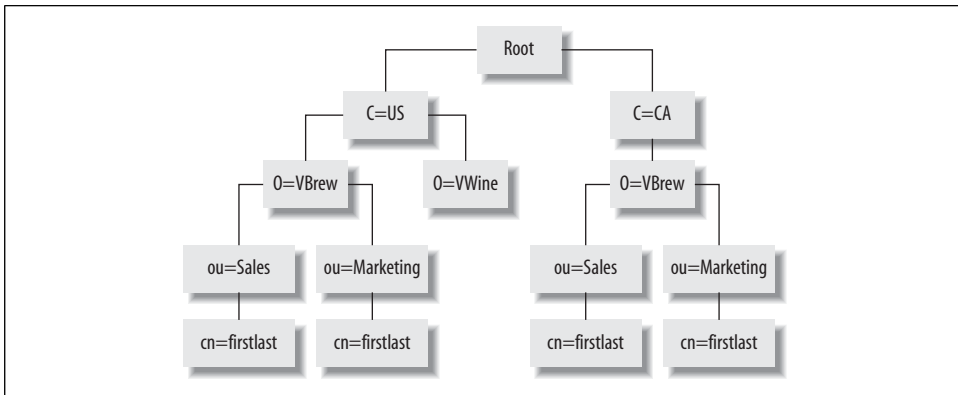 Root
C=US
C=CA
O=VBrew
O=VWine
O=VBrew
ou=Sales
ou=Marketing
ou=Sales
ou=Marketing
cn=firstlast
cn=firstlast
cn=firstlast
cn=firstlast